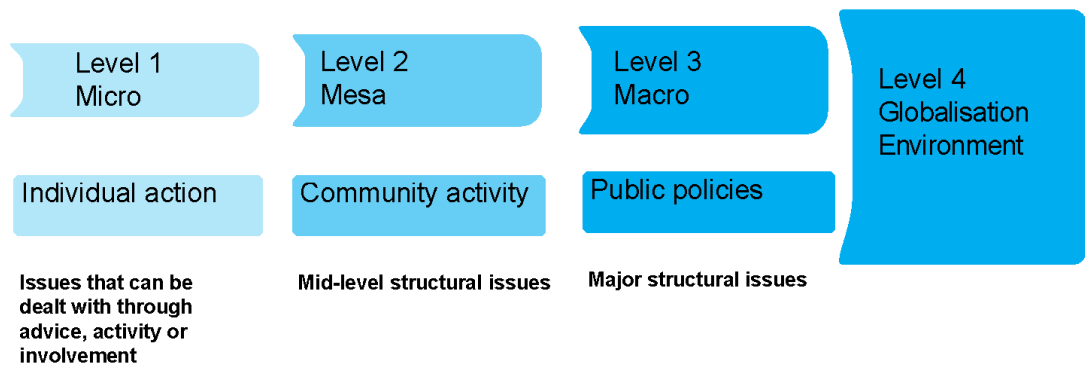 Level 1
Micro
Level 2
Mesa
Level 3
Macro
Level 4
Globalisation
Environment
Individual action
Community activity
Public policies
Issues that can be
dealt with through
advice, activity or
involvement
Mid-level structural issues
Major structural issues